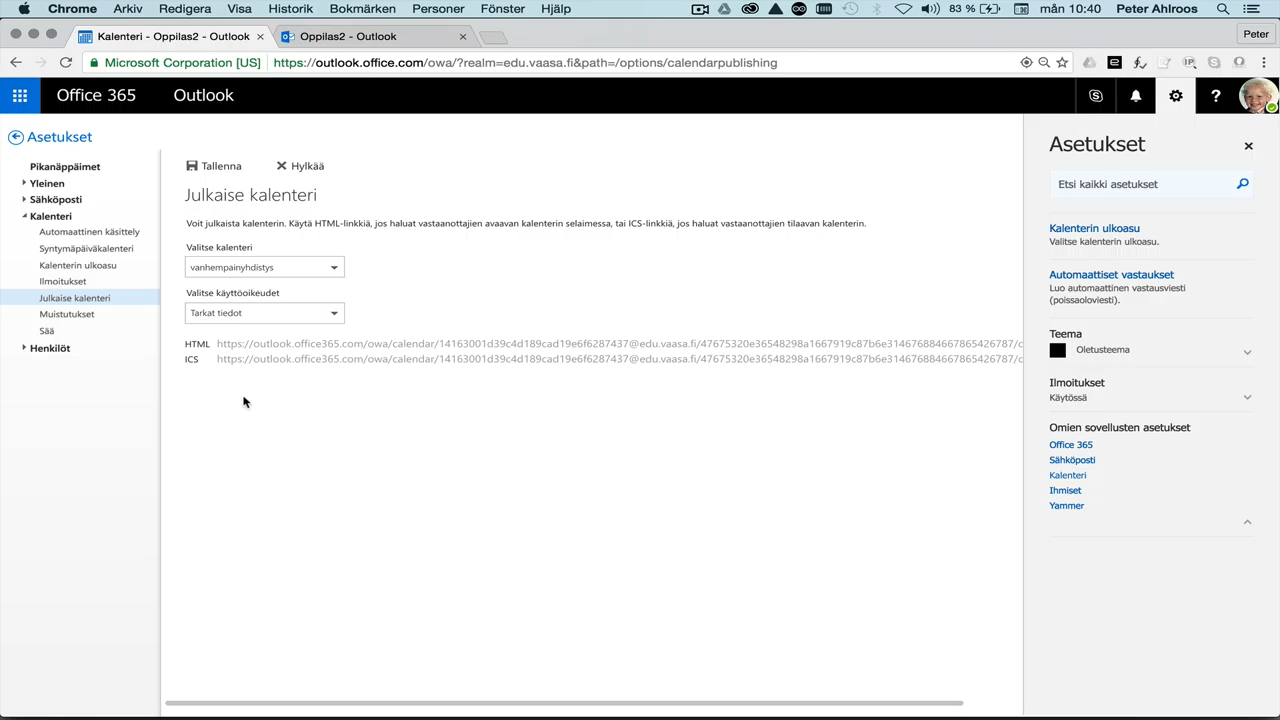 Chrome Arkiv Redigera Visa Historik Bokmärken Personer Fönster Hjälp 83 % mån 10:40 Peter Ahlroos
Kalenteri - Oppilas2 - Outlook Oppilas2 - Outlook Peter
Microsoft Corporation [US] https://outlook.office.com/owa/?realm=edu.vaasa.fi&path=/options/calendarpublishing
Office 365 Outlook
Asetukset
Pikanäppäimet
Yleinen
Sähköposti
Kalenteri
Automaattinen käsittely
Syntymäpäiväkalenteri
Kalenterin ulkoasu
Ilmoitukset
Julkaise kalenteri
Muistutukset
Sää
Henkilöt
Tallenna Hylkää
Julkaise kalenteri
Voit julkaista kalenterin. Käytä HTML-linkkiä, jos haluat vastaanottajien avaavan kalenterin selaimessa, tai ICS-linkkiä, jos haluat vastaanottajien tilaavan kalenterin.
Valitse kalenteri
vanhempainyhdistys
Valitse käyttöoikeudet
Tarkat tiedot
HTML https://outlook.office365.com/owa/calendar/14163001d39c4d189cad19e6f6287437@edu.vaasa.fi/47675320e36548298a1667919c87b6e314676884667865426787/c
ICS https://outlook.office365.com/owa/calendar/14163001d39c4d189cad19e6f6287437@edu.vaasa.fi/47675320e36548298a1667919c87b6e314676884667865426787/c
Asetukset
Etsi kaikki asetukset
Kalenterin ulkoasu
Valitse kalenterin ulkoasu.
Automaattiset vastaukset
Luo automaattinen vastausviesti
(poissaoloviesti).
Teema
Oletusteema
Ilmoitukset
Käytössä
Omien sovellusten asetukset
Office 365
Sähköposti
Kalenteri
Ihmiset
Yammer